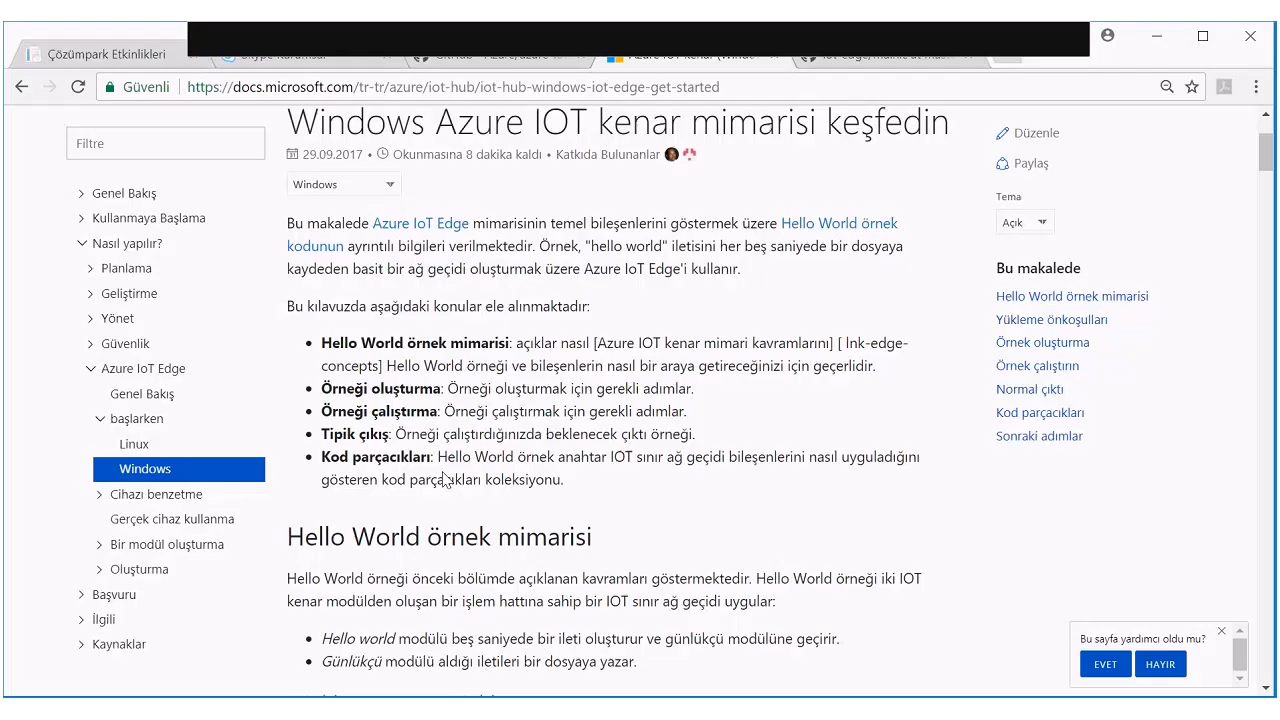 Çözümpark Etkinlikleri
Güvenli
https://docs.microsoft.com/tr-tr/azure/iot-hub/iot-hub-windows-iot-edge-get-started
Filtre
Genel Bakış
Kullanmaya Başlama
Nasıl yapılır?
Planlama
Geliştirme
Yönet
Güvenlik
Azure IoT Edge
Genel Bakış
başlarken
Linux
Windows
Cihazı benzetme
Gerçek cihaz kullanma
Bir modül oluşturma
Oluşturma
Başvuru
İlgili
Kaynaklar
Windows Azure IOT kenar mimarisi keşfedin
29.09.2017 • Okunmasına 8 dakika kaldı • Katkıda Bulunanlar
Windows
Bu makalede Azure IoT Edge mimarisinin temel bileşenlerini göstermek üzere Hello World örnek
kodunun ayrıntılı bilgileri verilmektedir. Örnek, "hello world" iletisini her beş saniyede bir dosyaya
kaydeden basit bir ağ geçidi oluşturmak üzere Azure IoT Edge'i kullanır.
Bu kılavuzda aşağıdaki konular ele alınmaktadır:
• Hello World örnek mimarisi: açıklar nasıl [Azure IOT kenar mimari kavramlarını] [ lnk-edge-
concepts] Hello World örneği ve bileşenlerin nasıl bir araya getireceğinizi için geçerlidir.
• Örneği oluşturma: Örneği oluşturmak için gerekli adımlar.
• Örneği çalıştırma: Örneği çalıştırmak için gerekli adımlar.
• Tipik çıkış: Örneği çalıştırdığınızda beklenecek çıktı örneği.
• Kod parçacıkları: Hello World örnek anahtar IOT sınır ağ geçidi bileşenlerini nasıl uyguladığını
gösteren kod parçacıkları koleksiyonu.
Hello World örnek mimarisi
Hello World örneği önceki bölümde açıklanan kavramları göstermektedir. Hello World örneği iki IOT
kenar modülden oluşan bir işlem hattına sahip bir IOT sınır ağ geçidi uygular:
• Hello world modülü beş saniyede bir ileti oluşturur ve günlükçü modülüne geçirir.
• Günlükçü modülü aldığı iletileri bir dosyaya yazar.
Düzenle
Paylaş
Tema
Açık
Bu makalede
Hello World örnek mimarisi
Yükleme önkoşulları
Örnek oluşturma
Örnek çalıştırın
Normal çıktı
Kod parçacıkları
Sonraki adımlar
Bu sayfa yardımcı oldu mu?
EVET
HAYIR